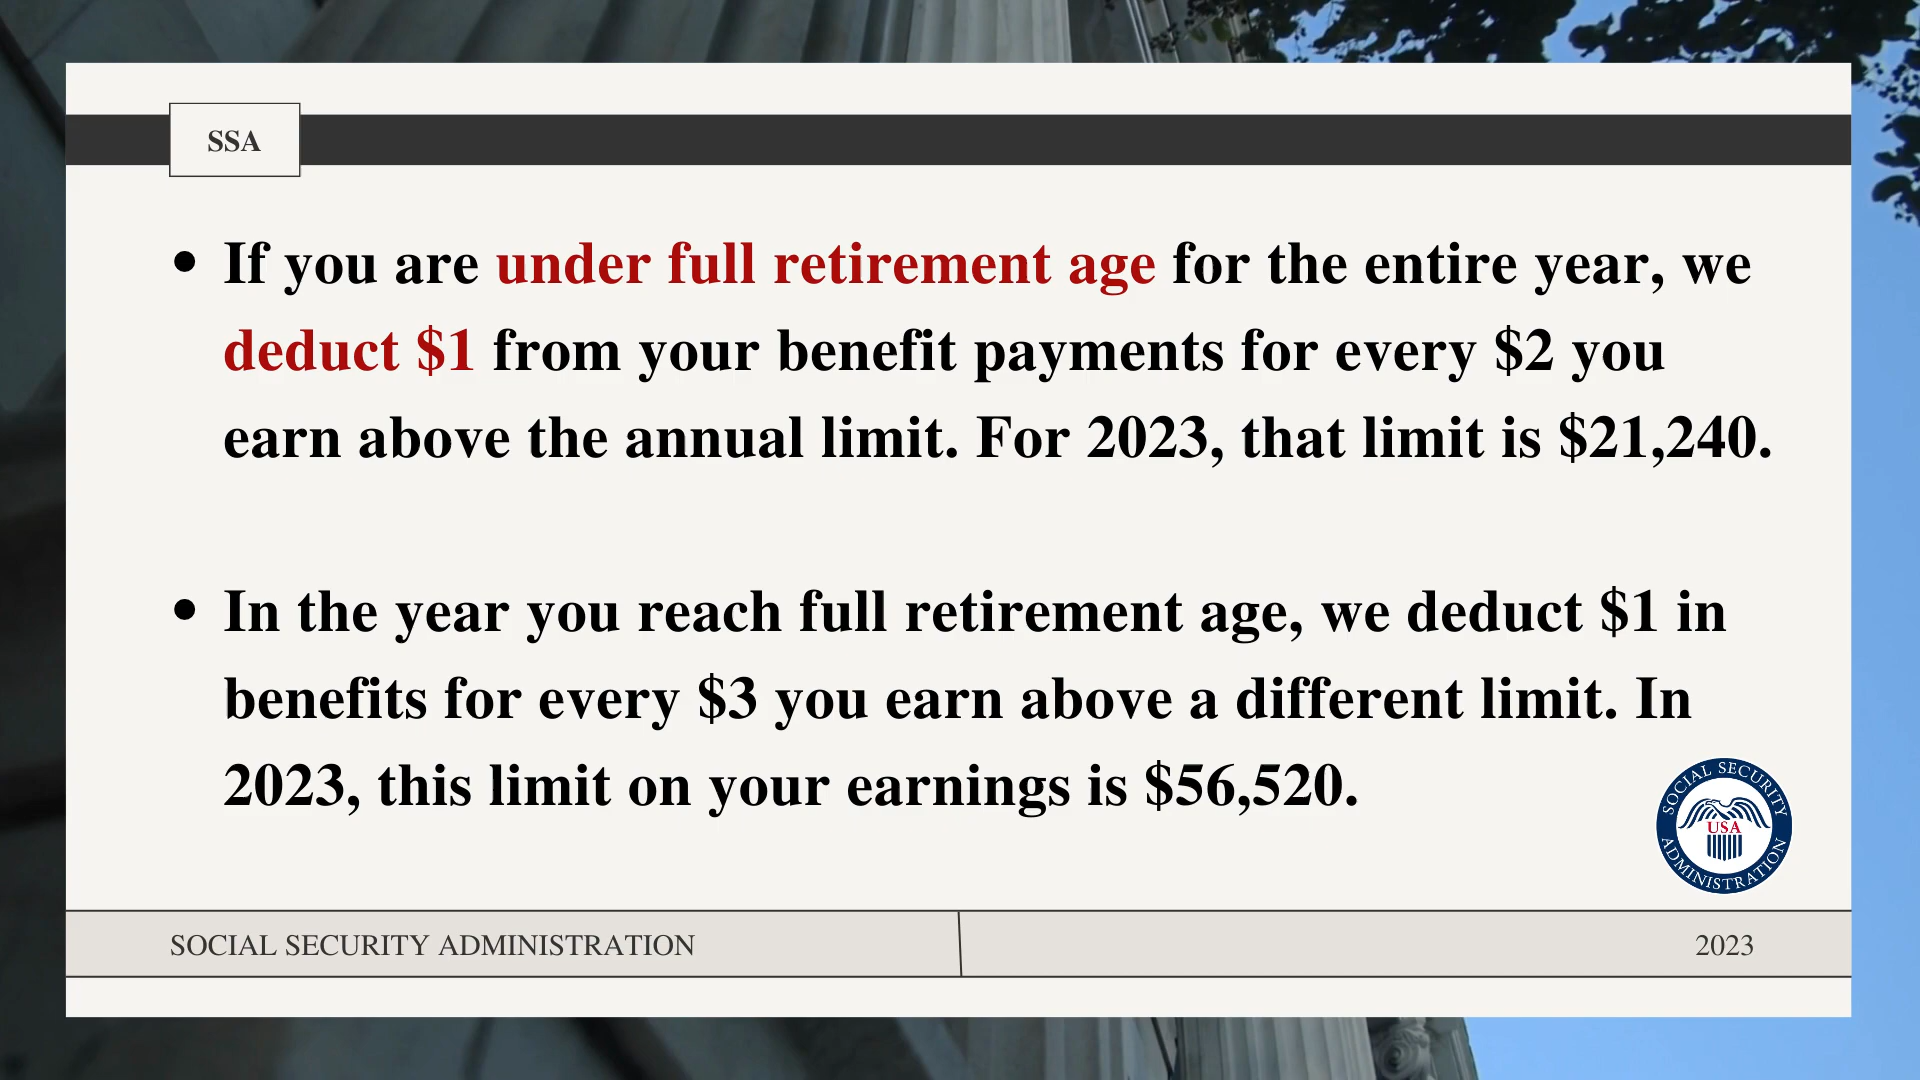 SSA
• If you are under full retirement age for the entire year, we
deduct $1 from your benefit payments for every $2 you
earn above the annual limit. For 2023, that limit is $21,240.
• In the year you reach full retirement age, we deduct $1 in
benefits for every $3 you earn above a different limit. In
2023, this limit on your earnings is $56,520.
SOCIAL SECURITY
USA
ADMINISTRATION
SOCIAL SECURITY ADMINISTRATION
2023